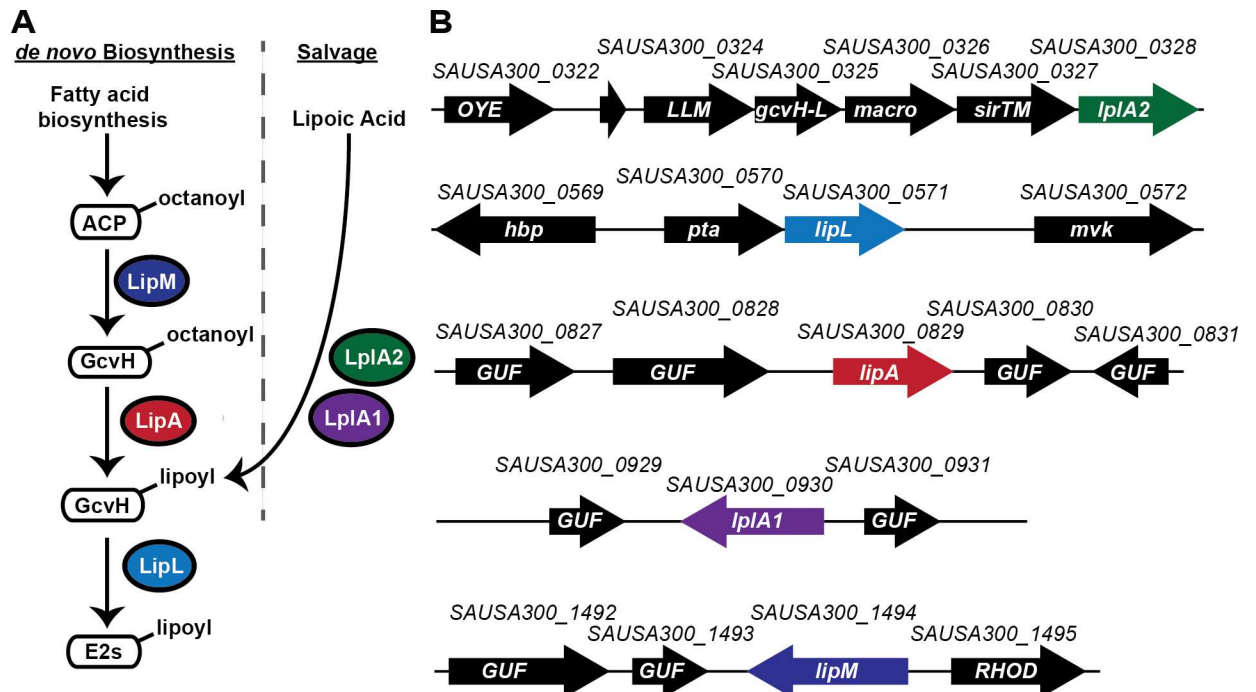 A
de novo Biosynthesis
Salvage
Fatty acid
biosynthesis
Lipoic Acid
octanoyl
ACP
LipM
octanoyl
GcvH
LplA2
LipA
LplA1
lipoyl
GcvH
LipL
lipoyl
E2s
B
SAUSA300_0324 SAUSA300_0326 SAUSA300_0328
SAUSA300_0322 SAUSA300_0325 SAUSA300_0327
OYE LLM gcvH-L macro sirTM lplA2
SAUSA300_0570
SAUSA300_0569 SAUSA300_0571 SAUSA300_0572
hbp pta lipL mvk
SAUSA300_0828 SAUSA300_0830
SAUSA300_0827 SAUSA300_0829 SAUSA300_0831
GUF GUF lipA GUF GUF
SAUSA300_0929 SAUSA300_0931
SAUSA300_0930
GUF lplA1 GUF
SAUSA300_1492 SAUSA300_1494
SAUSA300_1493 SAUSA300_1495
GUF GUF lipM RHOD